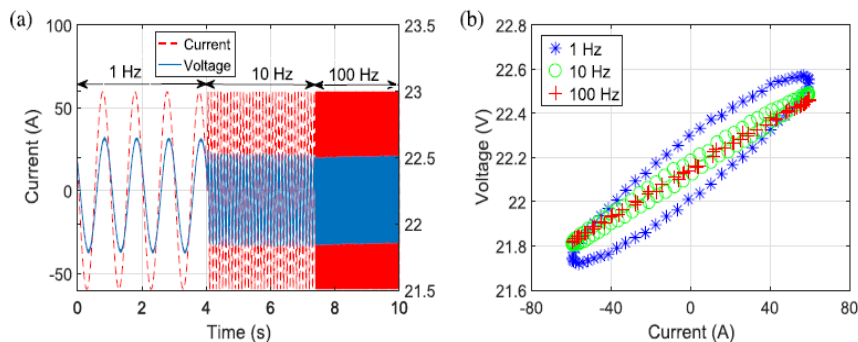 (a)
100
50
0
-50
Current (A)
Current
Voltage
1 Hz
10 Hz
100 Hz
23.5
23
22.5
22
21.5
0
2
4
6
8
10
Time (s)
(b)
22.8
22.6
22.4
22.2
22
21.8
21.6
Voltage (V)
1 Hz
10 Hz
100 Hz
-80
-40
0
40
80
Current (A)